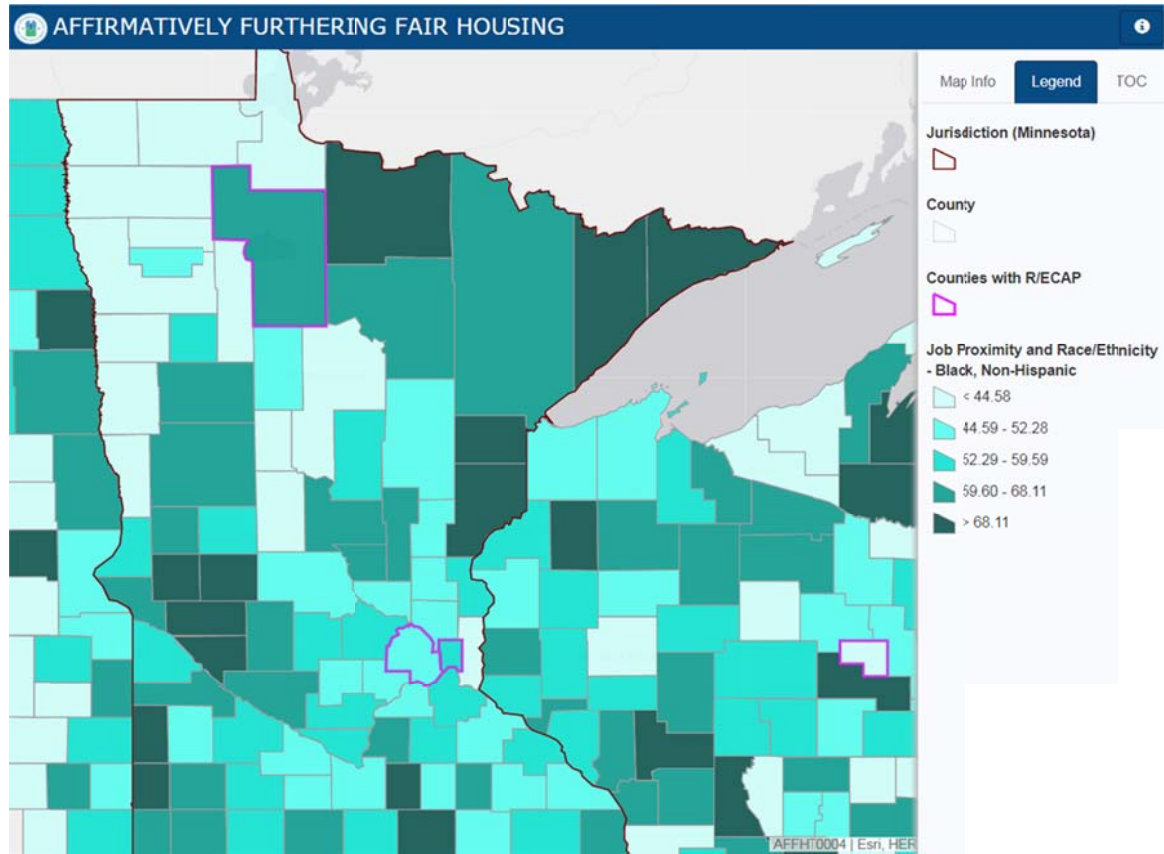 AFFIRMATIVELY FURTHERING FAIR HOUSING
Map Info Legend TOC
Jurisdiction (Minnesota)
County
Counties with R/ECAP
Job Proximity and Race/Ethnicity
- Black, Non-Hispanic
< 44.58
44.59 - 52.28
52.29 - 59.59
59.60 - 68.11
> 68.11
AFFHT0004 | Esri, HER